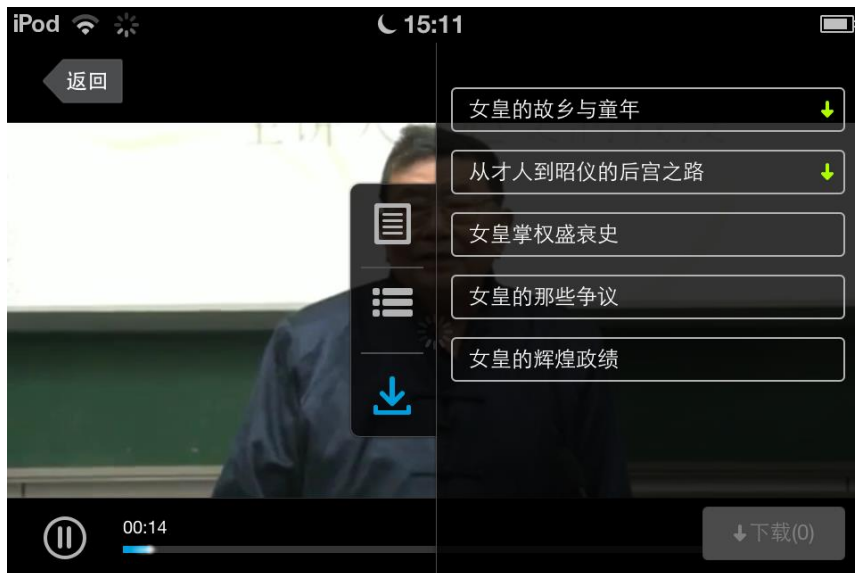 iPod 15:11
返回
女皇的故乡与童年
从才人到昭仪的后宫之路
女皇掌权盛衰史
女皇的那些争议
女皇的辉煌政绩
00:14
下载(0)